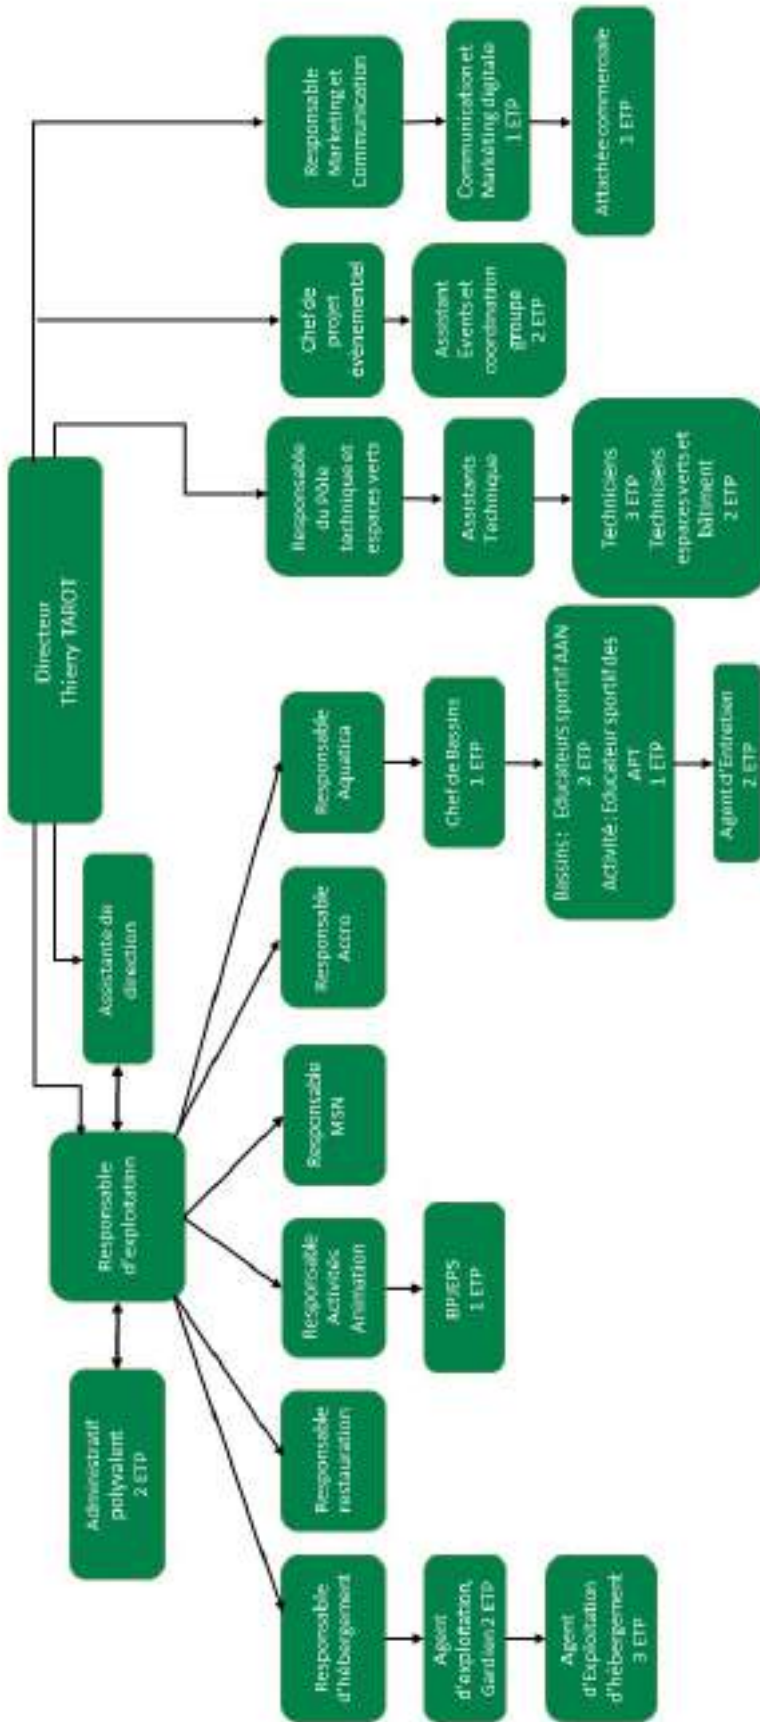 Directeur
Thierry TAROT
Assistante de
direction
Responsable
d'exploitation
Administratif
polyvalent
2 ETP
Responsable
d'hébergement
Responsable
restauration
Responsable
Activités
Animation
Responsable
MSN
Responsable
Accro
Responsable
Aquatica
Responsable
du Pôle
technique et
espaces verts
Chef de
projet
evènementiel
Responsable
Marketing et
Communication
Agent
d'exploitation,
Gardien 2 ETP
BPJEPS
1 ETP
Chef de Bassins
1 ETP
Assistants
Technique
Assistant
Events et
coordination
groupe
2 ETP
Communication et
Markéting digitale
1 ETP
Agent
d'Exploitation
d'hébergement
3 ETP
Bassins : Educateurs sportif AAN
2 ETP
Activité : Educateur sportif des
APT
1 ETP
Techniciens
3 ETP
Techniciens
espaces verts et
bâtiment
2 ETP
Attachée commerciale
1 ETP
Agent d'Entretien
2 ETP